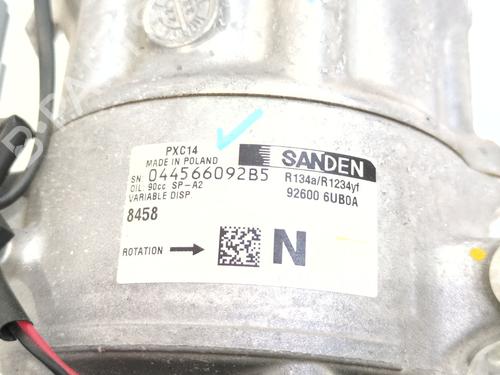 PXC14
MADE IN POLAND
SANDEN
SN 044566092B5
R134a/R1234yf
OIL: 90cc SP-A2
92600 6UB0A
VARIABLE DISP
8458
ROTATION
N